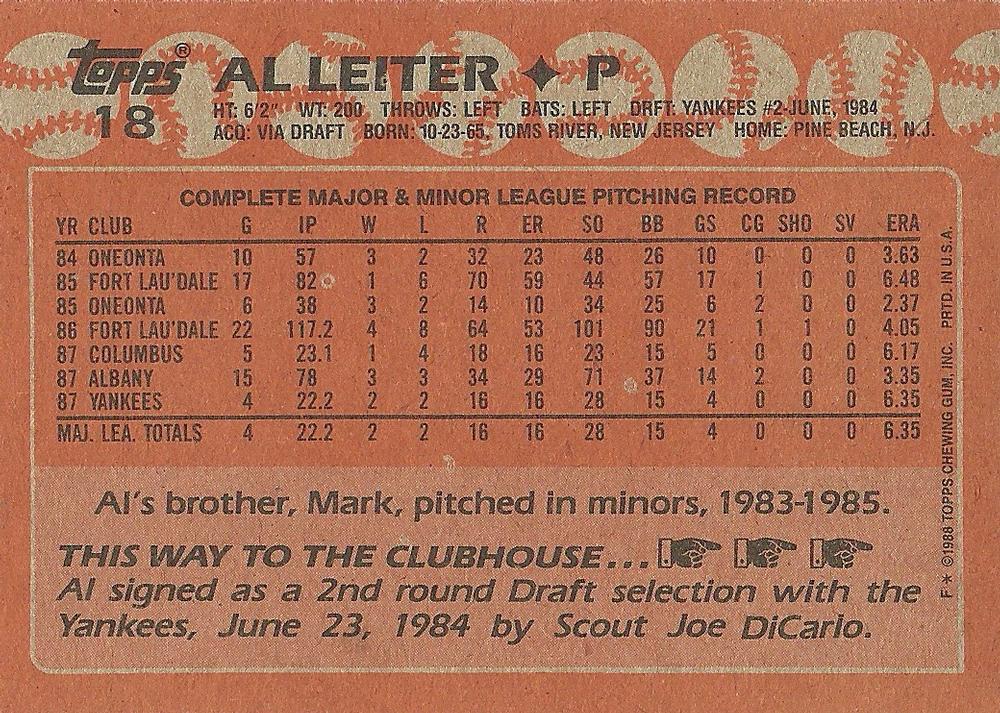 topps® AL LEITER ✦ P
18 HT: 6'2" WT: 200 THROWS: LEFT BATS: LEFT DRFT: YANKEES #2-JUNE, 1984
ACQ: VIA DRAFT BORN: 10-23-65, TOMS RIVER, NEW JERSEY HOME: PINE BEACH, N.J.
COMPLETE MAJOR & MINOR LEAGUE PITCHING RECORD
YR CLUB G IP W L R ER SO BB GS CG SHO SV ERA
84 ONEONTA 10 57 3 2 32 23 48 26 10 0 0 0 3.63
85 FORT LAU'DALE 17 82 1 6 70 59 44 57 17 1 0 0 6.48
85 ONEONTA 6 38 3 2 14 10 34 25 6 2 0 0 2.37
86 FORT LAU'DALE 22 117.2 4 8 64 53 101 90 21 1 1 0 4.05
87 COLUMBUS 5 23.1 1 4 18 16 23 15 5 0 0 0 6.17
87 ALBANY 15 78 3 3 34 29 71 37 14 2 0 0 3.35
87 YANKEES 4 22.2 2 2 16 16 28 15 4 0 0 0 6.35
MAJ. LEA. TOTALS 4 22.2 2 2 16 16 28 15 4 0 0 0 6.35
Al's brother, Mark, pitched in minors, 1983-1985.
THIS WAY TO THE CLUBHOUSE...
Al signed as a 2nd round Draft selection with the
Yankees, June 23, 1984 by Scout Joe DiCarlo.
F* ©1988 TOPPS CHEWING GUM, INC. PRTD. IN U.S.A.